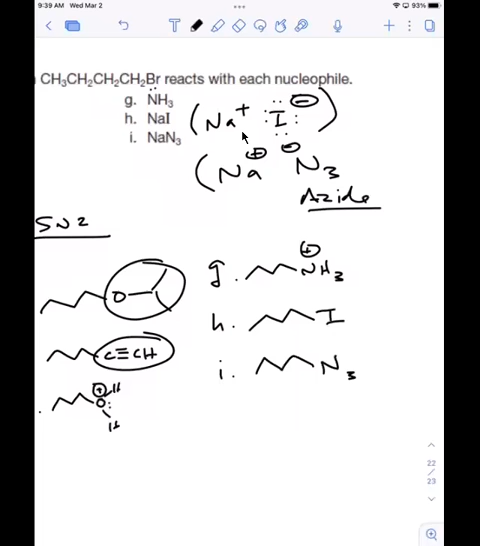 9:39 AM Wed Mar 2
93%
CH₃CH₂CH₂CH₂Br reacts with each nucleophile.
g. N̈H₃
h. NaI (Na⁺ :I: ⊖)
i. NaN₃ (Na ⊕ ⊖ N₃
Azide
SN2
O
g. ⊕ NH₃
C≡CH
h. I
⊕ H
O:
H
i. N₃
22
/
23